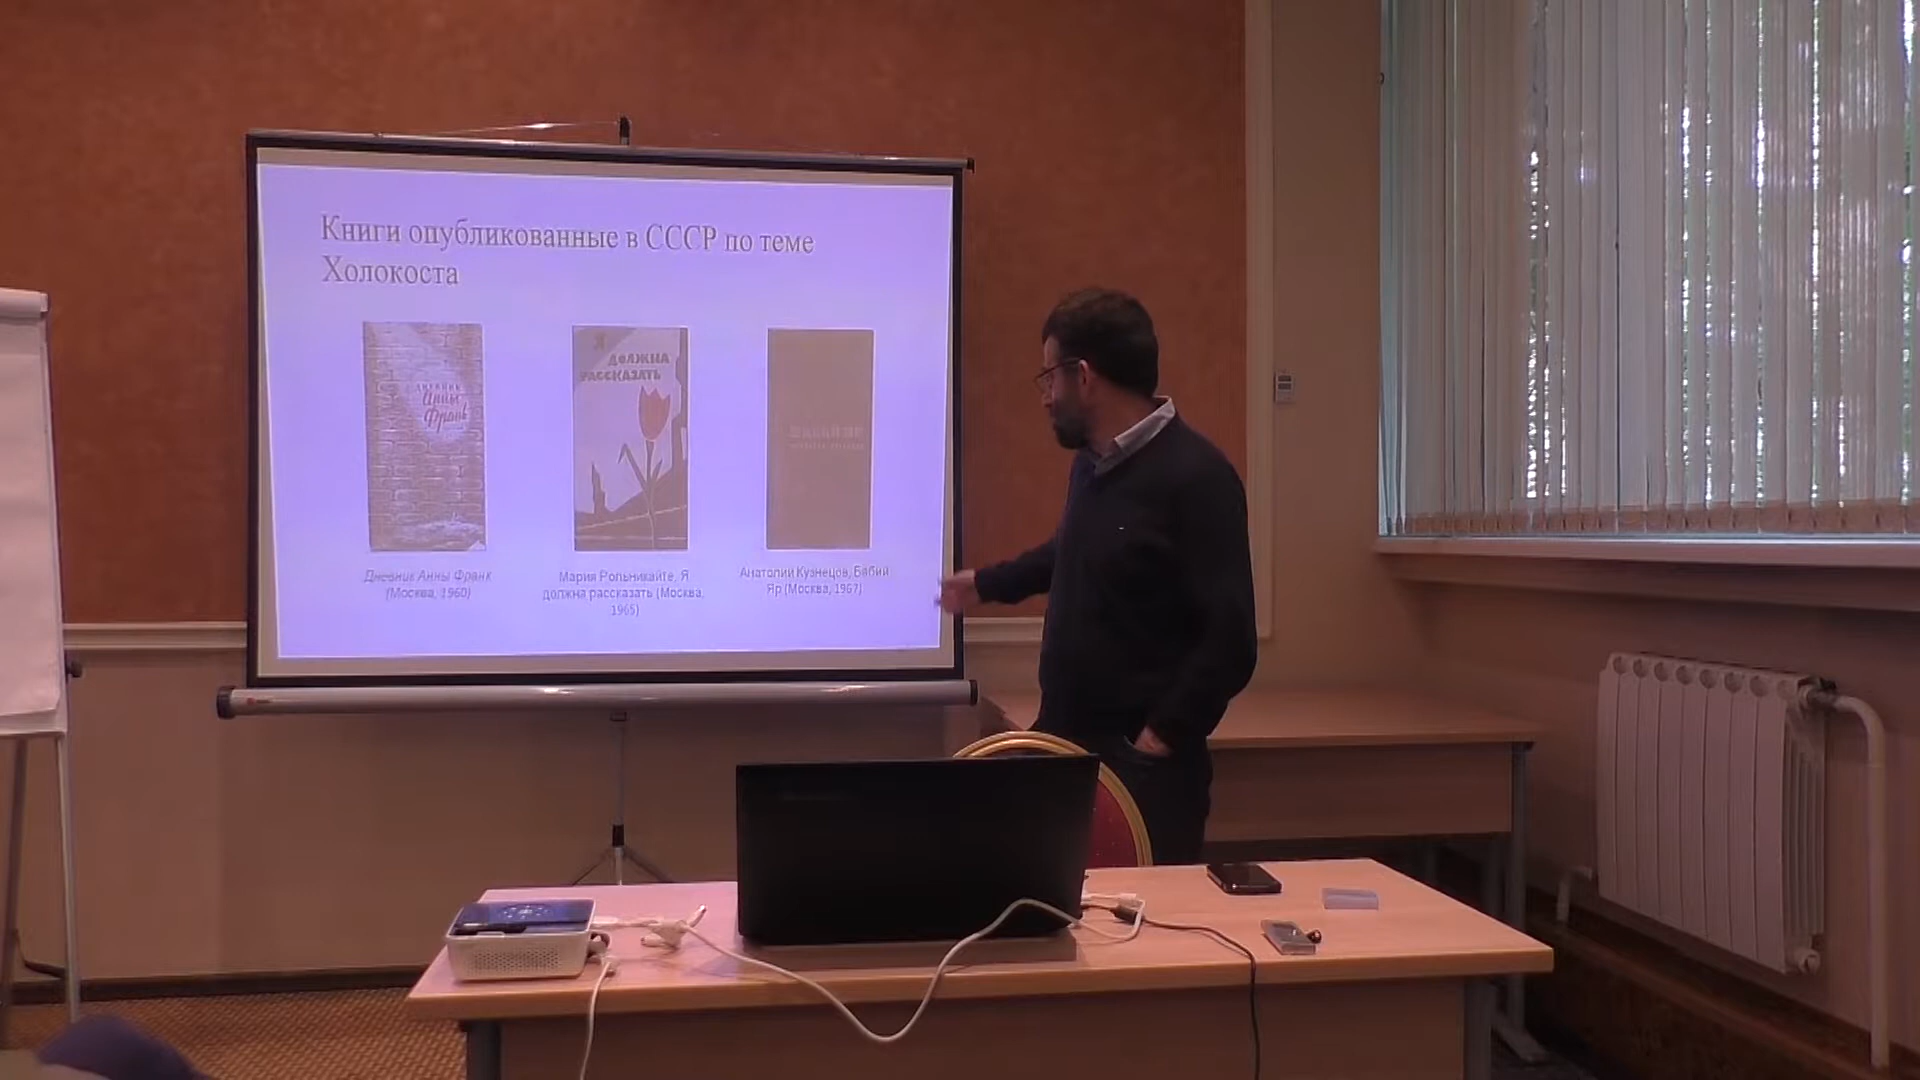 Книги опубликованные в СССР по теме
Холокоста
ДНЕВНИК
Анны
Франк
Я
ДОЛЖНА
РАССКАЗАТЬ
Дневник Анны Франк
(Москва, 1960)
Мария Рольникайте, Я
должна рассказать (Москва,
1965)
Анатолий Кузнецов, Бабий
Яр (Москва, 1967)